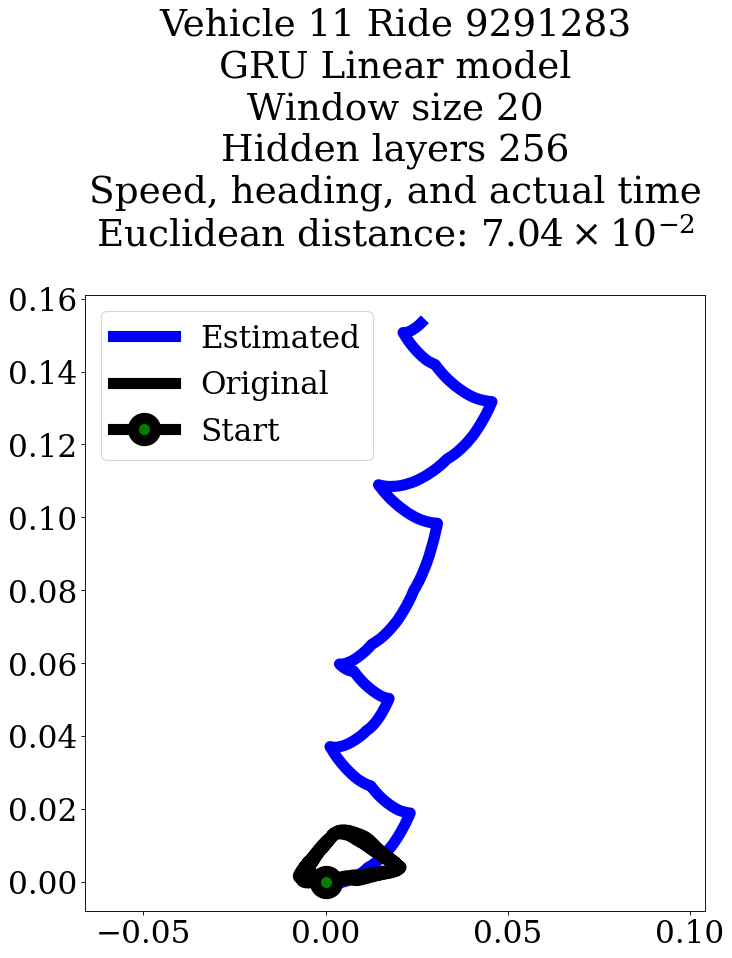 Vehicle 11 Ride 9291283
GRU Linear model
Window size 20
Hidden layers 256
Speed, heading, and actual time
Euclidean distance: 7.04 × 10⁻²
Estimated
Original
Start
0.16
0.14
0.12
0.10
0.08
0.06
0.04
0.02
0.00
−0.05
0.00
0.05
0.10